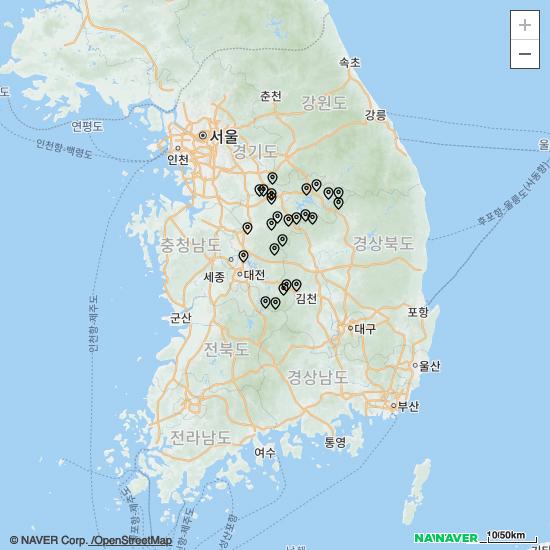 +
−
속초
춘천
강원도
강릉
연평도
서울
인천
경기도
인천항-백령도
울
후포항-울릉도(사동항)
충청남도
경상북도
세종
대전
김천
군산
인천항-제주도
포항
대구
전라북도
경상남도
울산
부산
전라남도
여수
통영
© NAVER Corp. /OpenStreetMap
NAVER
10/50km